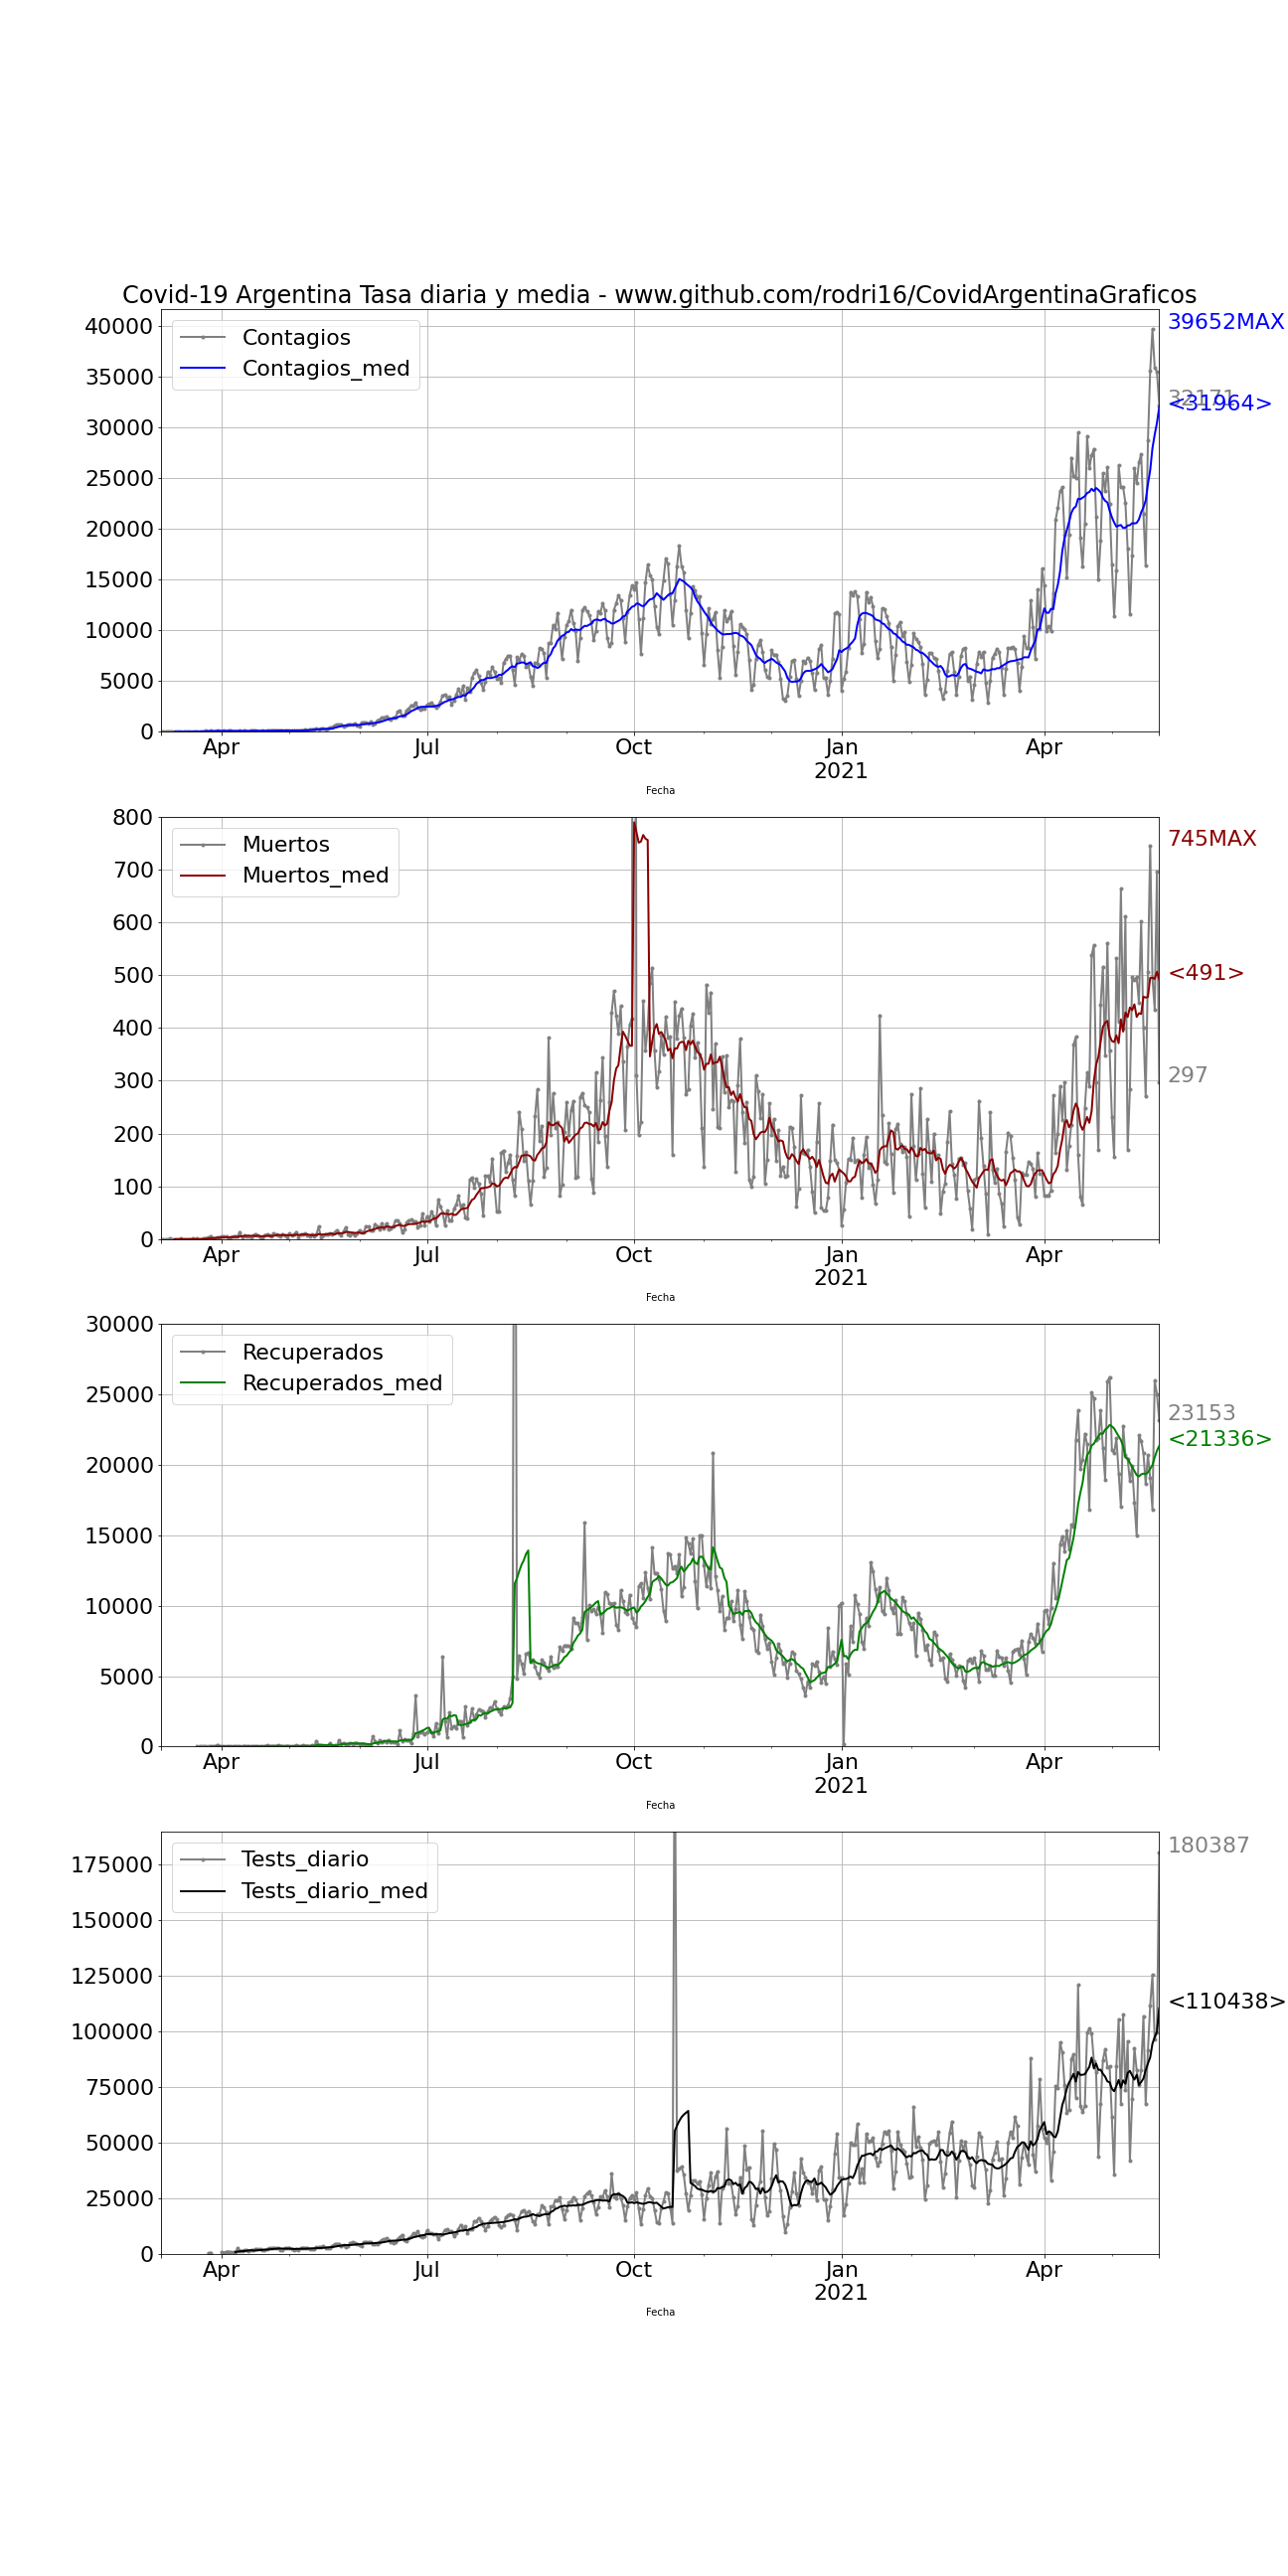 Covid-19 Argentina Tasa diaria y media - www.github.com/rodri16/CovidArgentinaGraficos
Contagios
Contagios_med
40000
35000
30000
25000
20000
15000
10000
5000
0
39652MAX
32171
<31964>
Apr
Jul
Oct
Jan
2021
Apr
Fecha
Muertos
Muertos_med
800
700
600
500
400
300
200
100
0
745MAX
<491>
297
Apr
Jul
Oct
Jan
2021
Apr
Fecha
Recuperados
Recuperados_med
30000
25000
20000
15000
10000
5000
0
23153
<21336>
Apr
Jul
Oct
Jan
2021
Apr
Fecha
Tests_diario
Tests_diario_med
175000
150000
125000
100000
75000
50000
25000
0
180387
<110438>
Apr
Jul
Oct
Jan
2021
Apr
Fecha